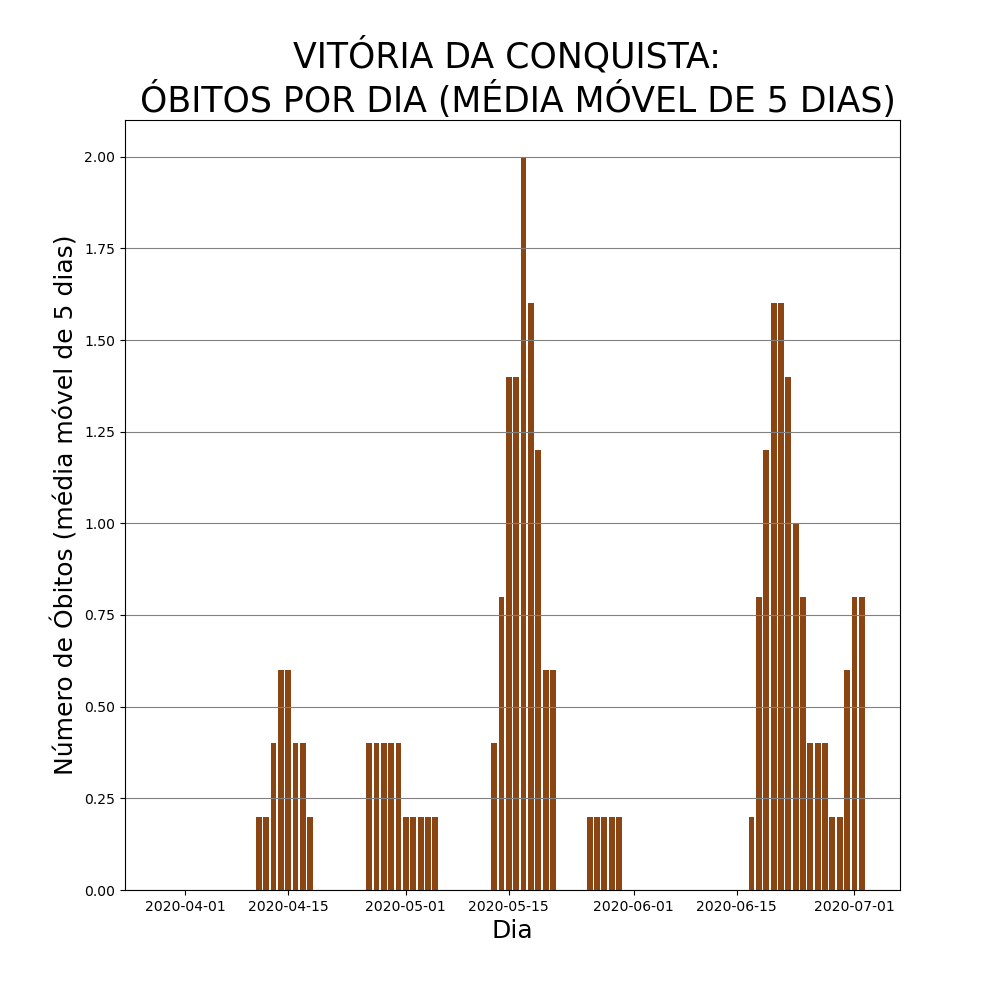 VITÓRIA DA CONQUISTA:
ÓBITOS POR DIA (MÉDIA MÓVEL DE 5 DIAS)
Número de Óbitos (média móvel de 5 dias)
2.00
1.75
1.50
1.25
1.00
0.75
0.50
0.25
0.00
2020-04-01 2020-04-15 2020-05-01 2020-05-15 2020-06-01 2020-06-15 2020-07-01
Dia